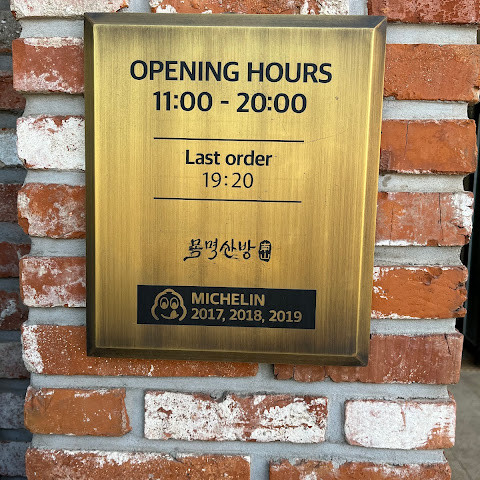 OPENING HOURS
11:00 - 20:00
Last order
19:20
목멱산방
MICHELIN
2017, 2018, 2019